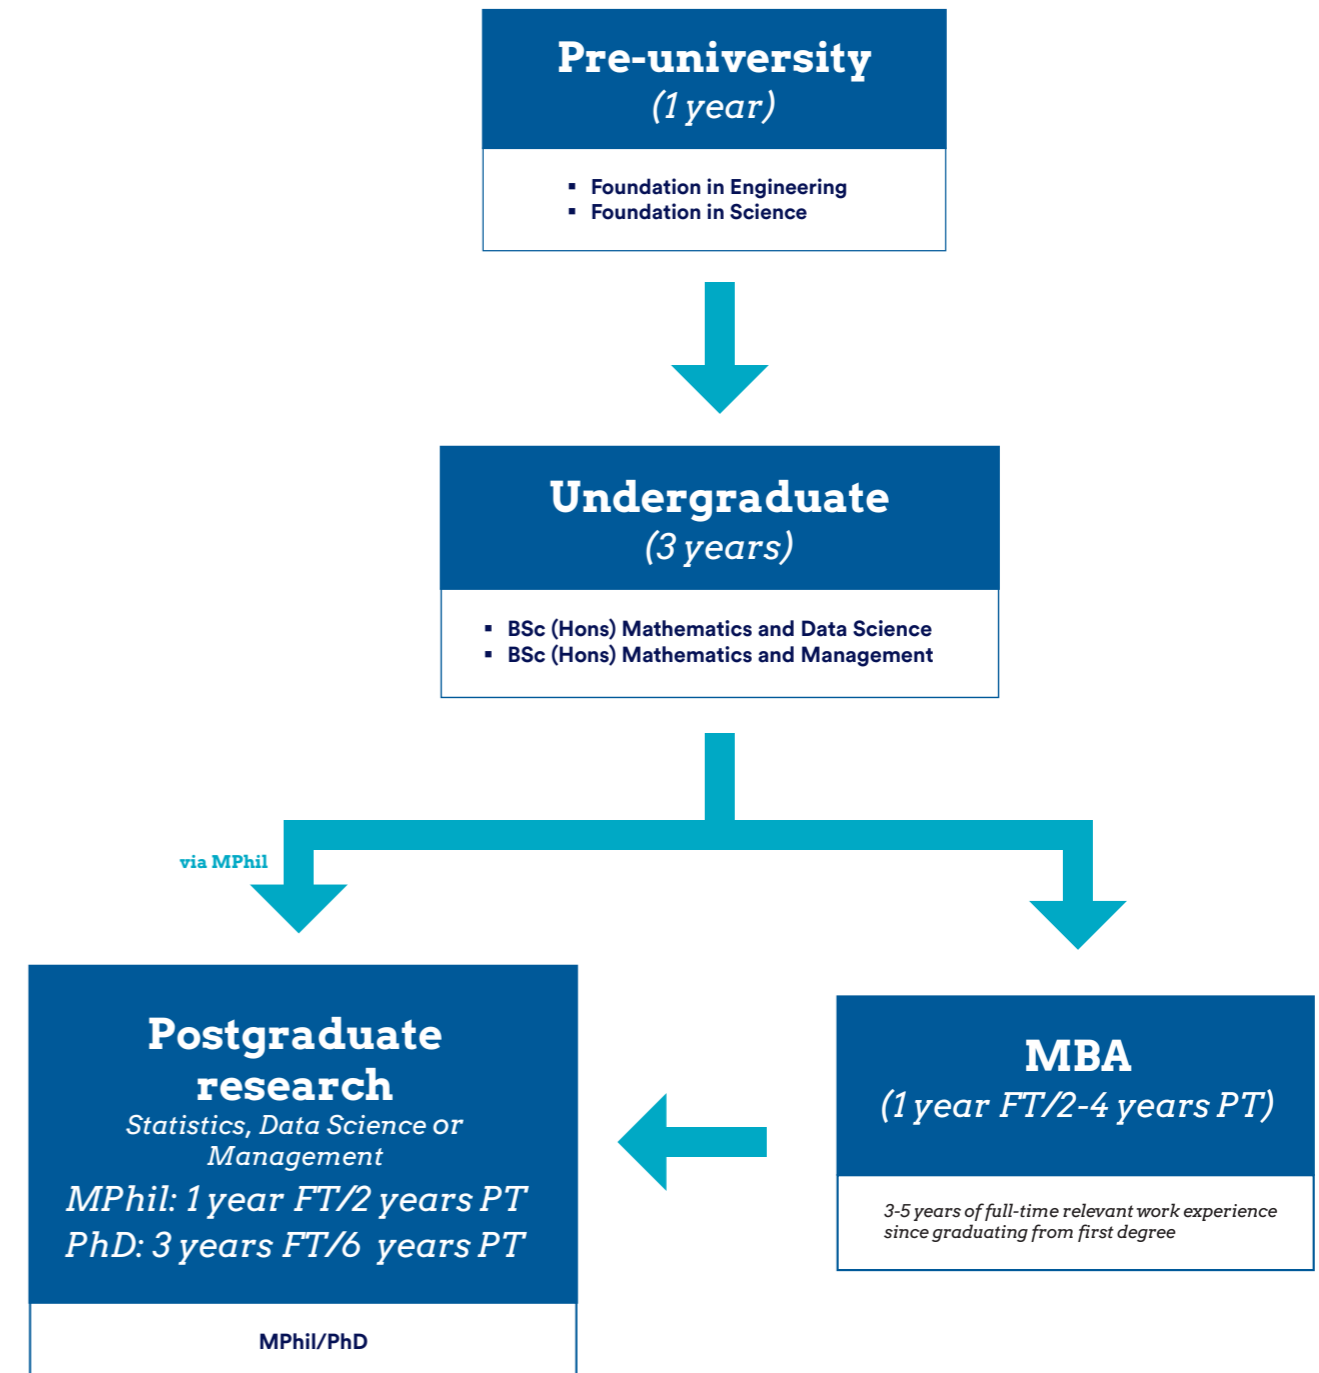 Pre-university
(1 year)
▪ Foundation in Engineering
▪ Foundation in Science
Undergraduate
(3 years)
▪ BSc (Hons) Mathematics and Data Science
▪ BSc (Hons) Mathematics and Management
via MPhil
Postgraduate
research
Statistics, Data Science or
Management
MPhil: 1 year FT/2 years PT
PhD: 3 years FT/6 years PT
MPhil/PhD
MBA
(1 year FT/2-4 years PT)
3-5 years of full-time relevant work experience
since graduating from first degree